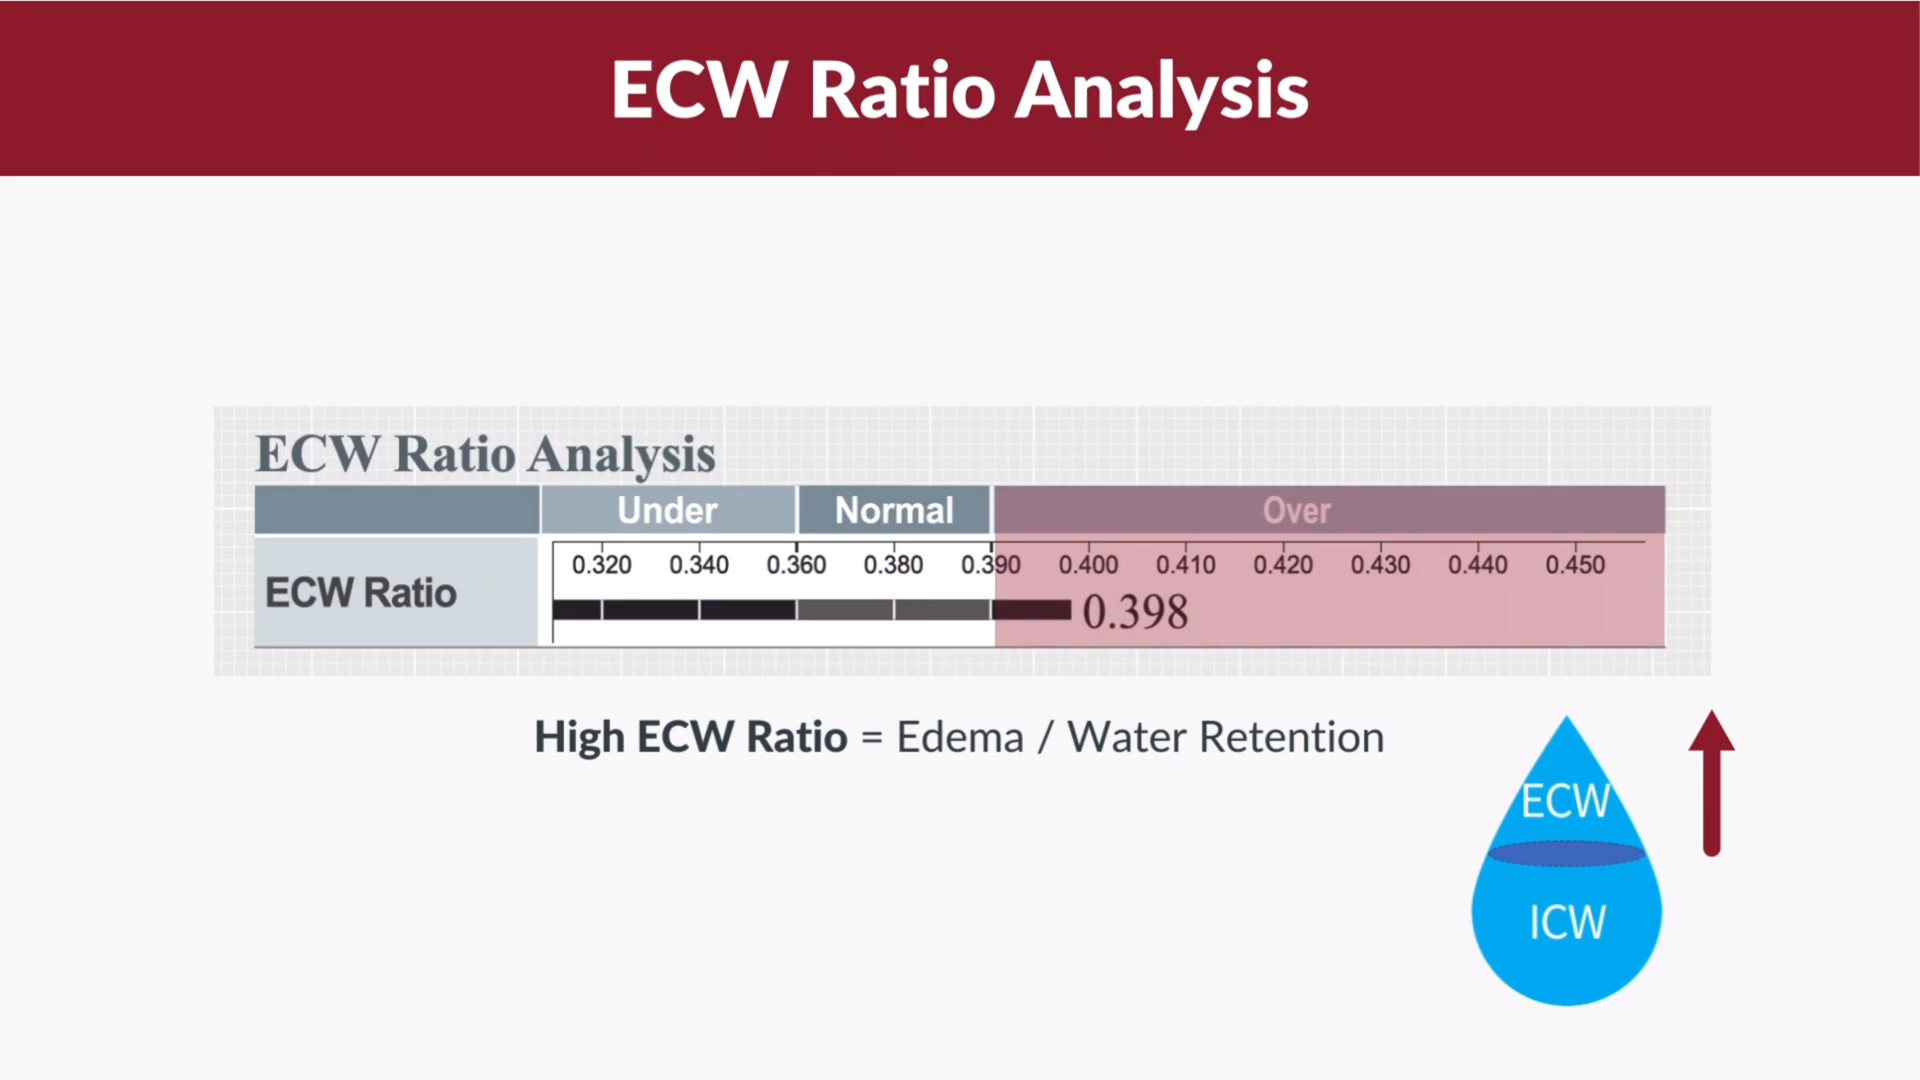 ECW Ratio Analysis
ECW Ratio Analysis
Under Normal Over
0.320 0.340 0.360 0.380 0.390 0.400 0.410 0.420 0.430 0.440 0.450
ECW Ratio
0.398
High ECW Ratio = Edema / Water Retention
ECW
ICW